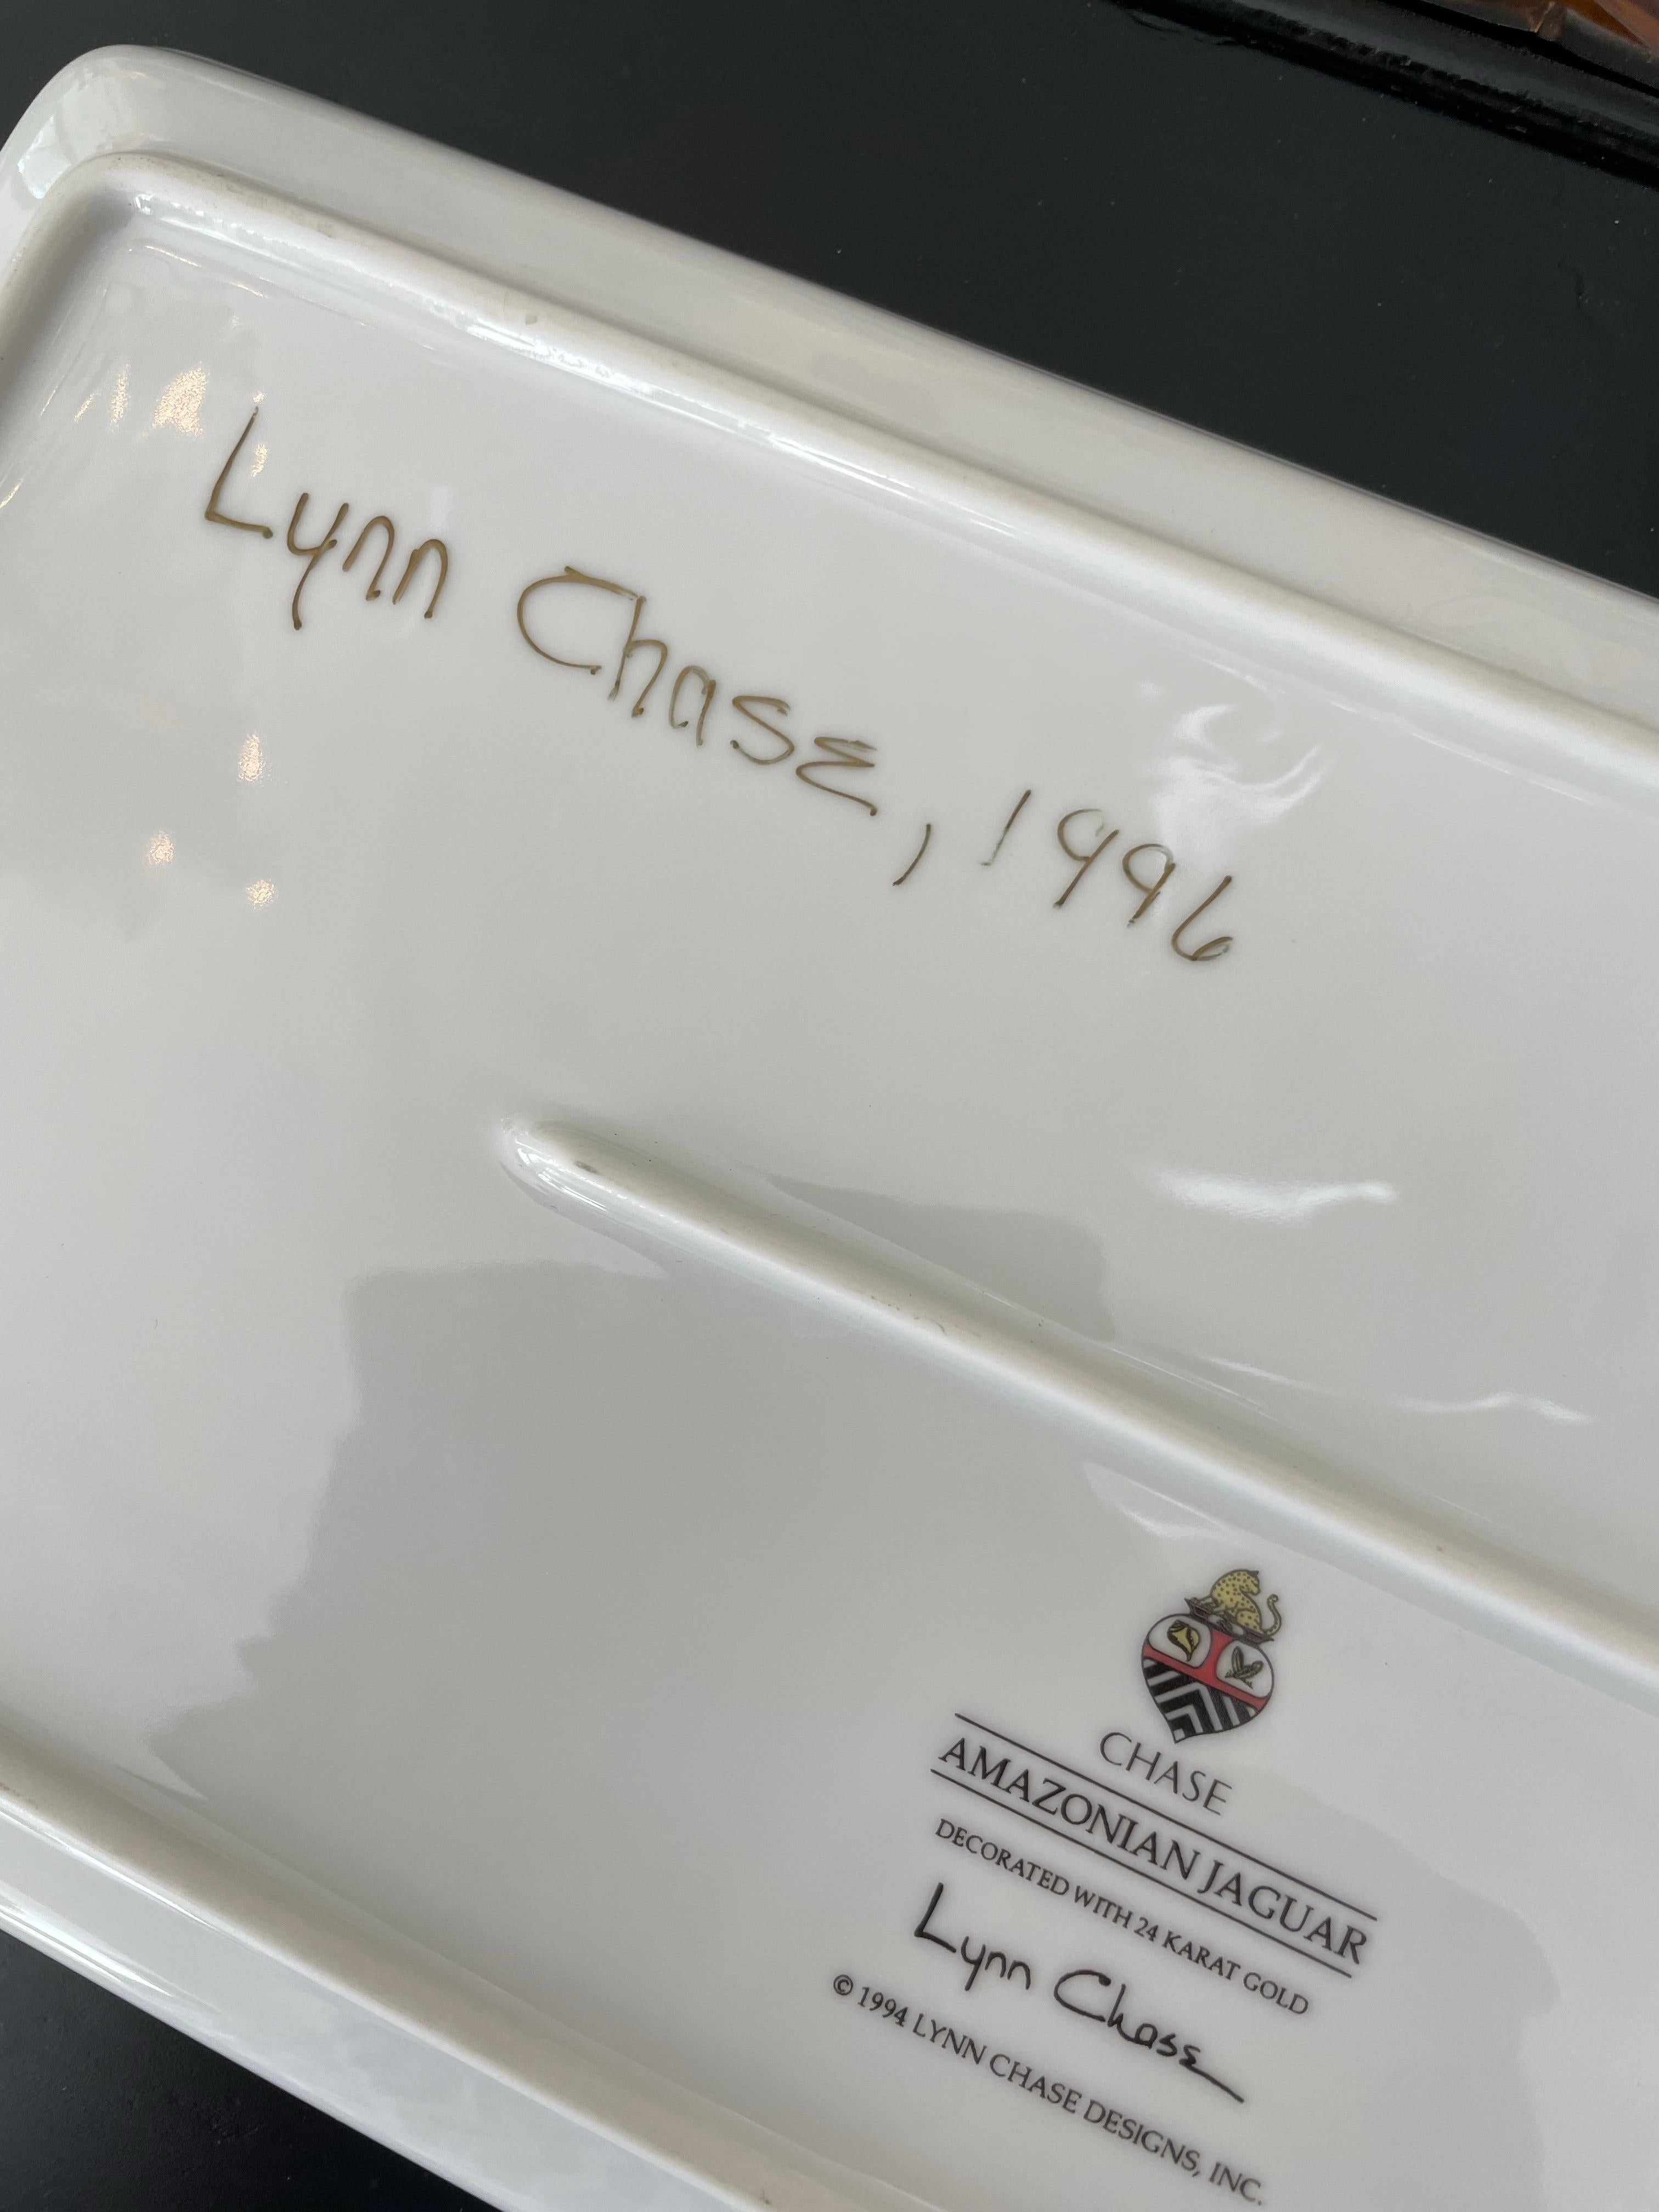 Lynn Chase, 1996
CHASE
AMAZONIAN JAGUAR
DECORATED WITH 24 KARAT GOLD
Lynn Chase
© 1994 LYNN CHASE DESIGNS, INC.